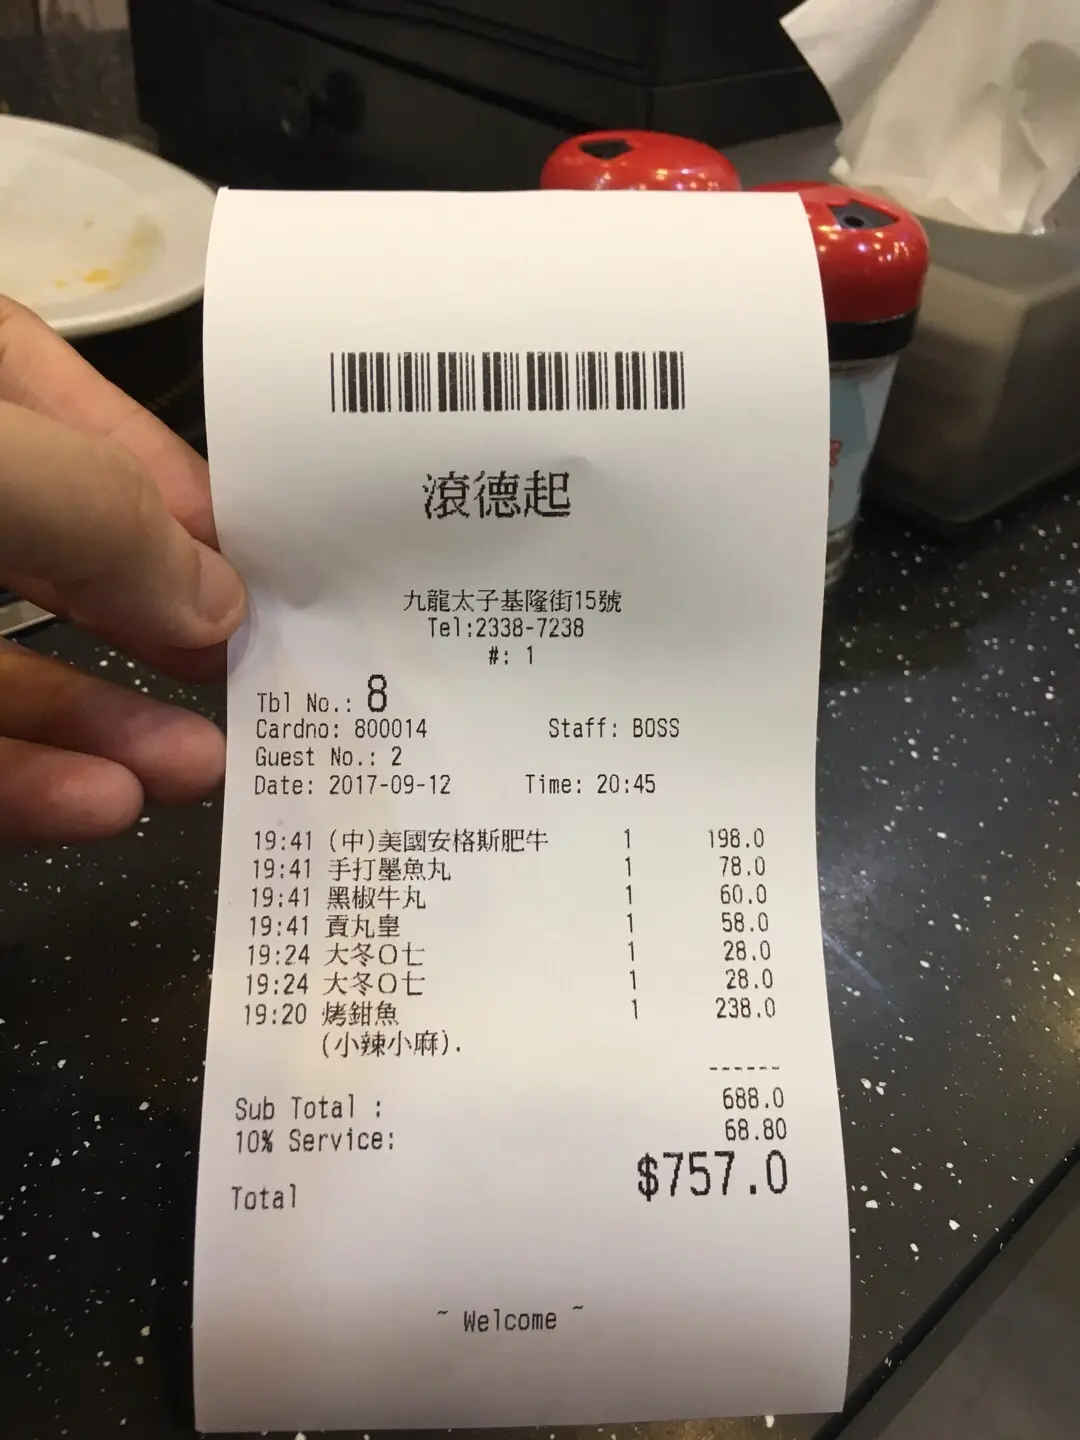 滾德起
九龍太子基隆街15號
Tel:2338-7238
#: 1
Tbl No.: 8
Cardno: 800014 Staff: BOSS
Guest No.: 2
Date: 2017-09-12 Time: 20:45
19:41 (中)美國安格斯肥牛 1 198.0
19:41 手打墨魚丸 1 78.0
19:41 黑椒牛丸 1 60.0
19:41 貢丸皇 1 58.0
19:24 大冬O七 1 28.0
19:24 大冬O七 1 28.0
19:20 烤鉗魚 1 238.0
(小辣小麻).
------
Sub Total : 688.0
10% Service: 68.80
Total $757.0
~ Welcome ~